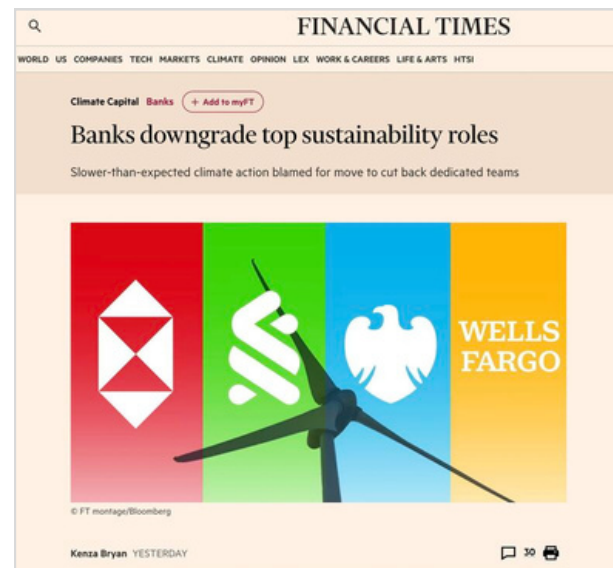 FINANCIAL TIMES
WORLD US COMPANIES TECH MARKETS CLIMATE OPINION LEX WORK & CAREERS LIFE & ARTS HTSI
Climate Capital Banks + Add to myFT
Banks downgrade top sustainability roles
Slower-than-expected climate action blamed for move to cut back dedicated teams
WELLS
FARGO
© FT montage/Bloomberg
Kenza Bryan YESTERDAY 30